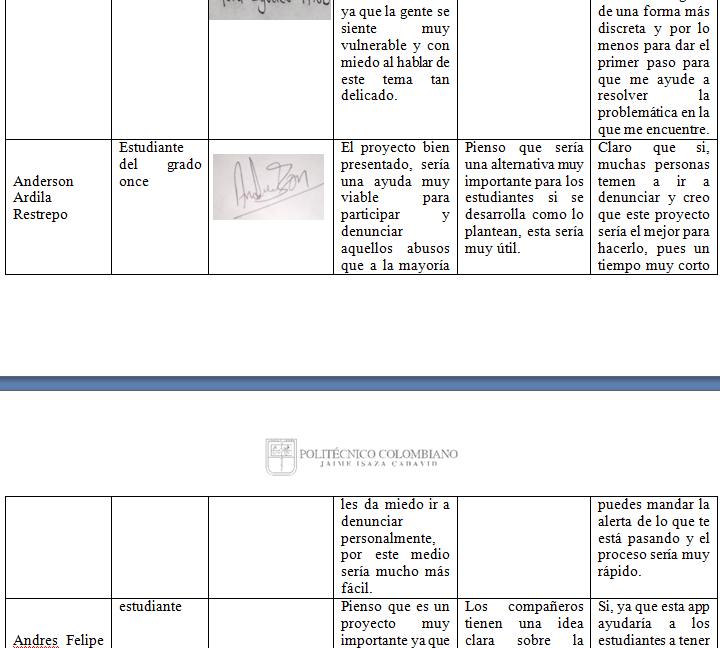 ya que la gente se
siente muy
vulnerable y con
miedo al hablar de
este tema tan
delicado.
de una forma más
discreta y por lo
menos para dar el
primer paso para
que me ayude a
resolver la
problemática en la
que me encuentre.
Anderson
Ardila
Restrepo
Estudiante
del grado
once
Anderson
El proyecto bien
presentado, sería
una ayuda muy
viable para
participar y
denunciar
aquellos abusos
que a la mayoría
Pienso que sería
una alternativa muy
importante para los
estudiantes si se
desarrolla como lo
plantean, esta sería
muy útil.
Claro que si,
muchas personas
temen a ir a
denunciar y creo
que este proyecto
sería el mejor para
hacerlo, pues un
tiempo muy corto
POLITÉCNICO COLOMBIANO
JAIME ISAZA CADAVID
les da miedo ir a
denunciar
personalmente,
por este medio
sería mucho más
fácil.
puedes mandar la
alerta de lo que te
está pasando y el
proceso sería muy
rápido.
Andres Felipe
estudiante
Pienso que es un
proyecto muy
importante ya que
Los compañeros
tienen una idea
clara sobre la
Si, ya que esta app
ayudaría a los
estudiantes a tener